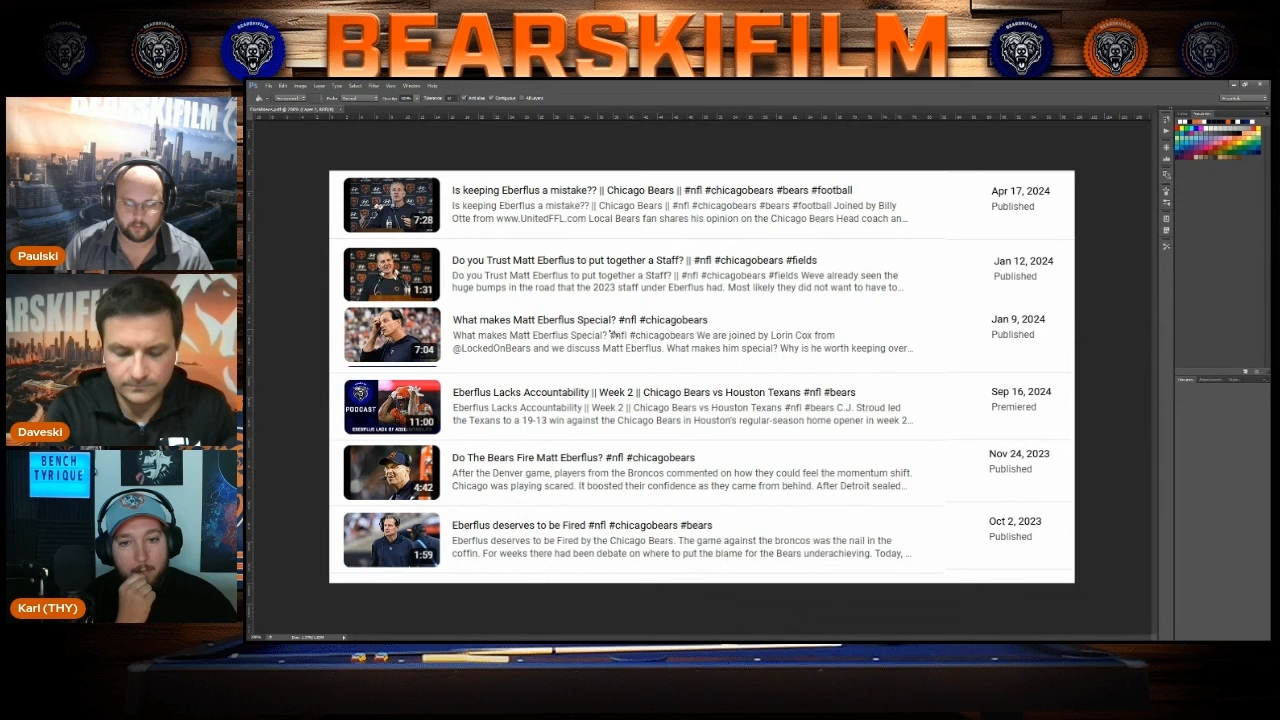 BEARSKIFILM
File Edit Image Layer Type Select Filter View Window Help
Paulski
Daveski
BENCH
TYRIQUE
Karl (THY)
7:28
Is keeping Eberflus a mistake?? || Chicago Bears || #nfl #chicagobears #bears #football
Is keeping Eberflus a mistake?? || Chicago Bears || #nfl #chicagobears #bears #football Joined by Billy
Otte from www.UnitedFFL.com Local Bears fan shares his opinion on the Chicago Bears Head coach an...
Apr 17, 2024
Published
1:31
Do you Trust Matt Eberflus to put together a Staff? || #nfl #chicagobears #fields
Do you Trust Matt Eberflus to put together a Staff? || #nfl #chicagobears #fields Weve already seen the
huge bumps in the road that the 2023 staff under Eberflus had. Most likely they did not want to have to...
Jan 12, 2024
Published
7:04
What makes Matt Eberflus Special? #nfl #chicagobears
What makes Matt Eberflus Special? #nfl #chicagobears We are joined by Lorin Cox from
@LockedOnBears and we discuss Matt Eberflus. What makes him special? Why is he worth keeping over...
Jan 9, 2024
Published
PODCAST
11:00
Eberflus Lacks Accountability || Week 2 || Chicago Bears vs Houston Texans #nfl #bears
Eberflus Lacks Accountability || Week 2 || Chicago Bears vs Houston Texans #nfl #bears C.J. Stroud led
the Texans to a 19-13 win against the Chicago Bears in Houston's regular-season home opener in week 2...
Sep 16, 2024
Premiered
4:42
Do The Bears Fire Matt Eberflus? #nfl #chicagobears
After the Denver game, players from the Broncos commented on how they could feel the momentum shift.
Chicago was playing scared. It boosted their confidence as they came from behind. After Detroit sealed...
Nov 24, 2023
Published
1:59
Eberflus deserves to be Fired #nfl #chicagobears #bears
Eberflus deserves to be Fired by the Chicago Bears. The game against the broncos was the nail in the
coffin. For weeks there had been debate on where to put the blame for the Bears underachieving. Today, ...
Oct 2, 2023
Published